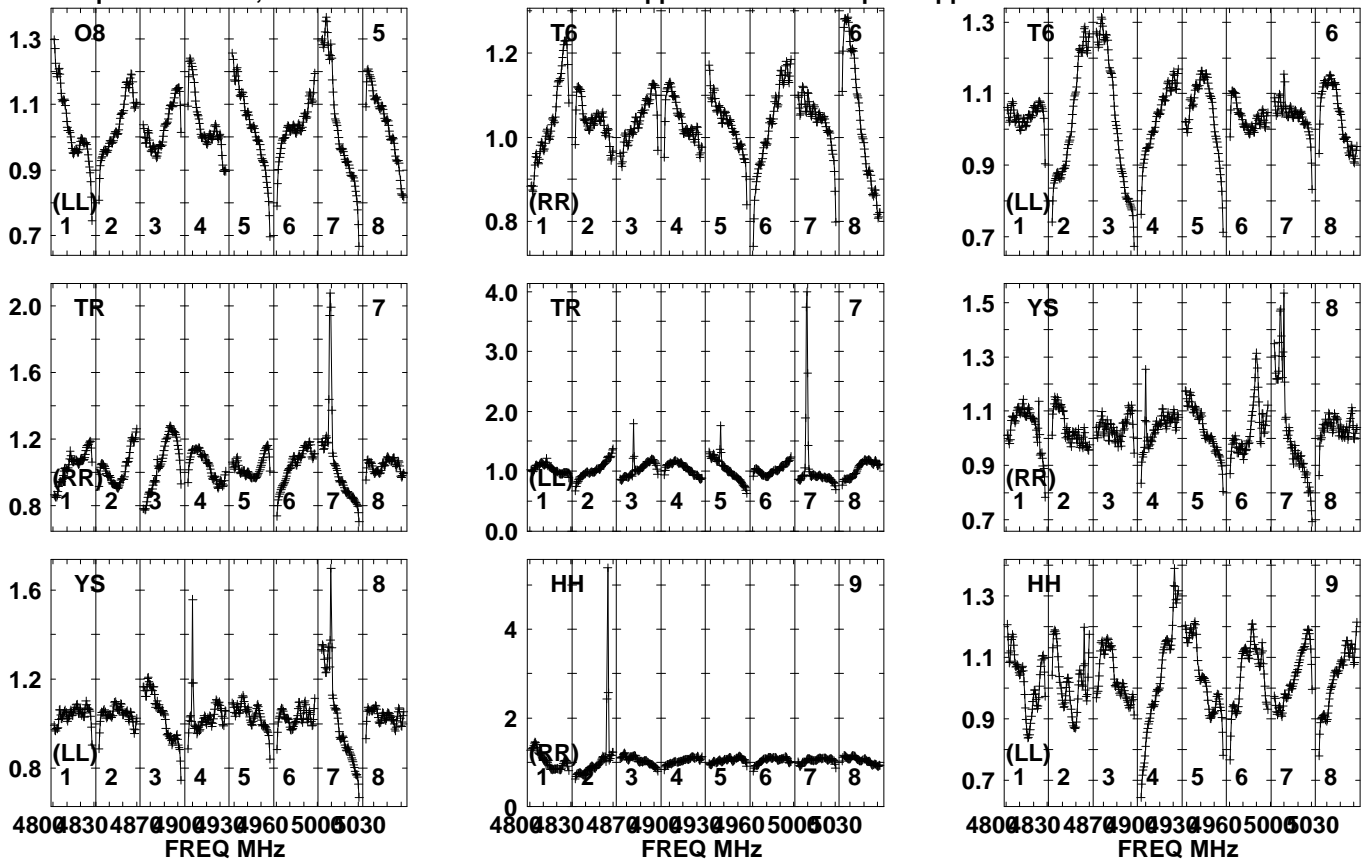 O8 5
1.3
1.1
0.9
0.7
(LL)
1 2 3 4 5 6 7 8
T6 6
1.2
1.0
0.8
(RR)
1 2 3 4 5 6 7 8
T6 6
1.3
1.1
0.9
0.7
(LL)
1 2 3 4 5 6 7 8
TR 7
2.0
1.6
1.2
0.8
(RR)
1 2 3 4 5 6 7 8
TR 7
4.0
3.0
2.0
1.0
0.0
(LL)
1 2 3 4 5 6 7 8
YS 8
1.5
1.3
1.1
0.9
0.7
(RR)
1 2 3 4 5 6 7 8
YS 8
1.6
1.2
0.8
(LL)
1 2 3 4 5 6 7 8
4800 4830 4870 4900 4930 4960 5000 5030
FREQ MHz
HH 9
4
2
0
(RR)
1 2 3 4 5 6 7 8
4800 4830 4870 4900 4930 4960 5000 5030
FREQ MHz
HH 9
1.3
1.1
0.9
0.7
(LL)
1 2 3 4 5 6 7 8
4800 4830 4870 4900 4930 4960 5000 5030
FREQ MHz